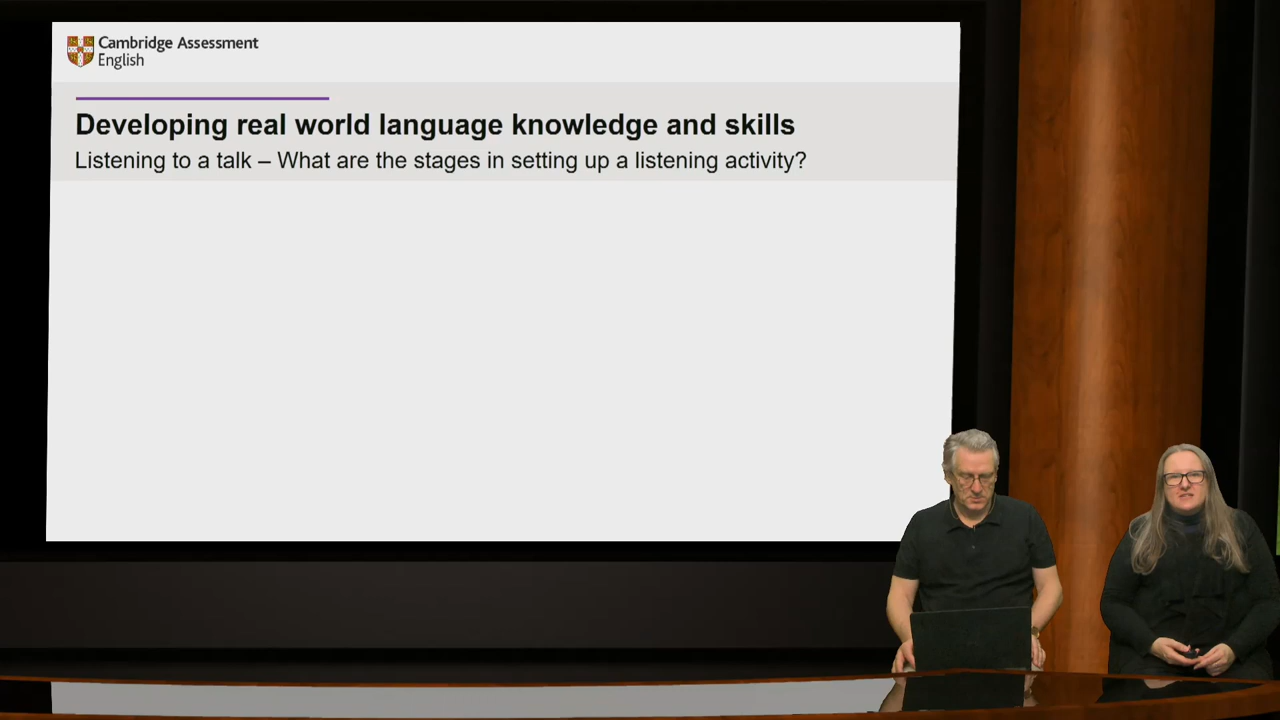 Cambridge Assessment
English
Developing real world language knowledge and skills
Listening to a talk – What are the stages in setting up a listening activity?